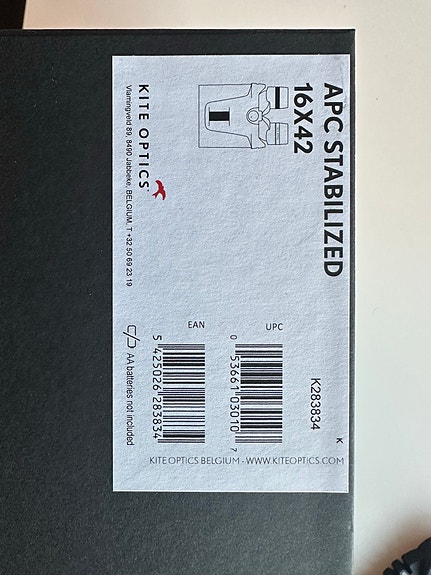 APC STABILIZED
16X42
KITE OPTICS
Vlamingveld 89, 8490 Jabbeke, BELGIUM, T +32 50 69 23 19
K
K283834
UPC
0 53661 03010 7
EAN
5 425026 283834
AA batteries not included
KITE OPTICS BELGIUM - WWW.KITEOPTICS.COM